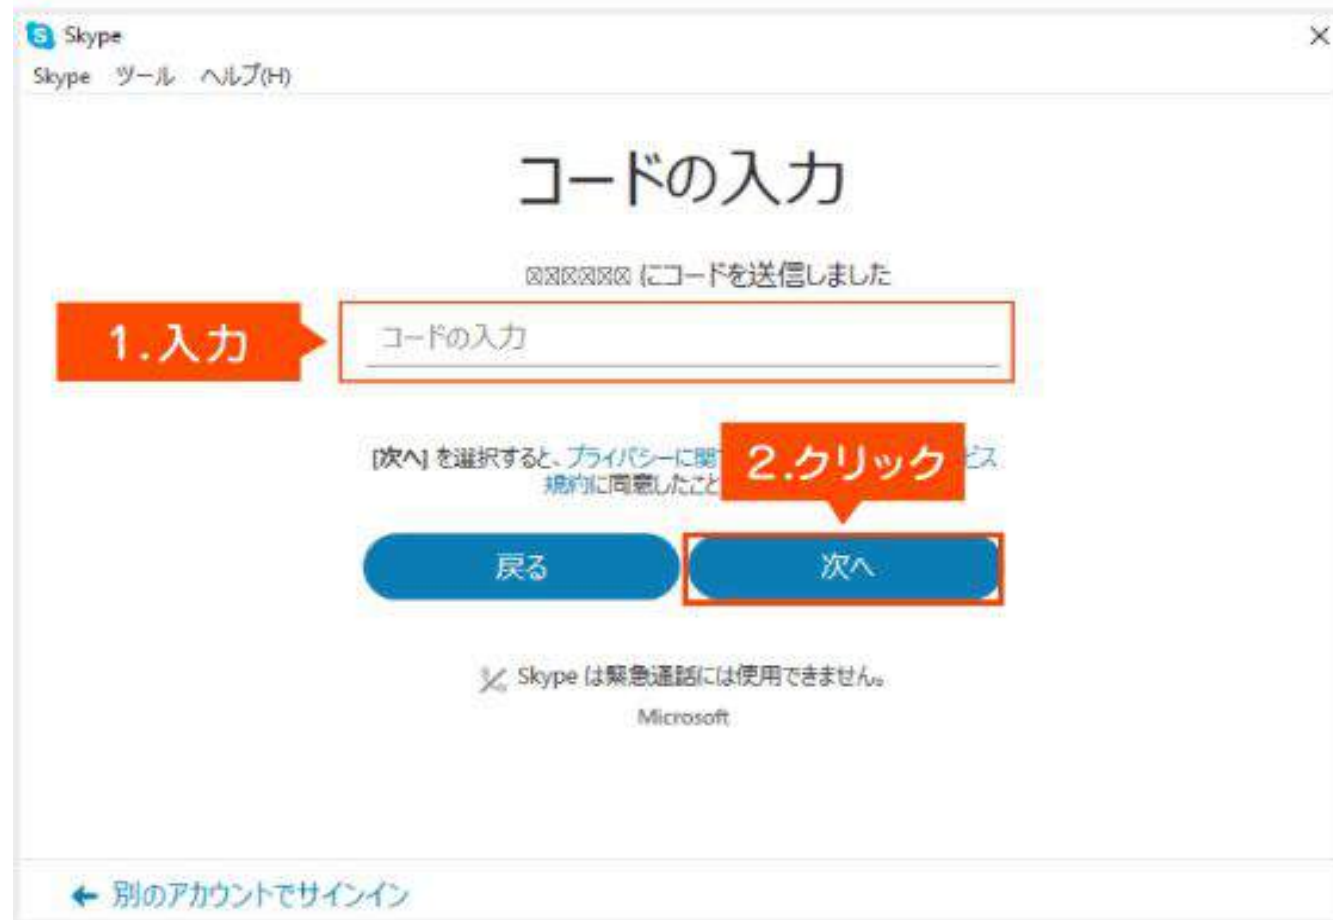 Skype
Skype ツール ヘルプ(H)
コードの入力
にコードを送信しました
1.入力
コードの入力
[次へ] を選択すると、プライバシーに関
2.クリック
ビス
規約に同意したこと
戻る
次へ
Skype は緊急通話には使用できません。
Microsoft
← 別のアカウントでサインイン